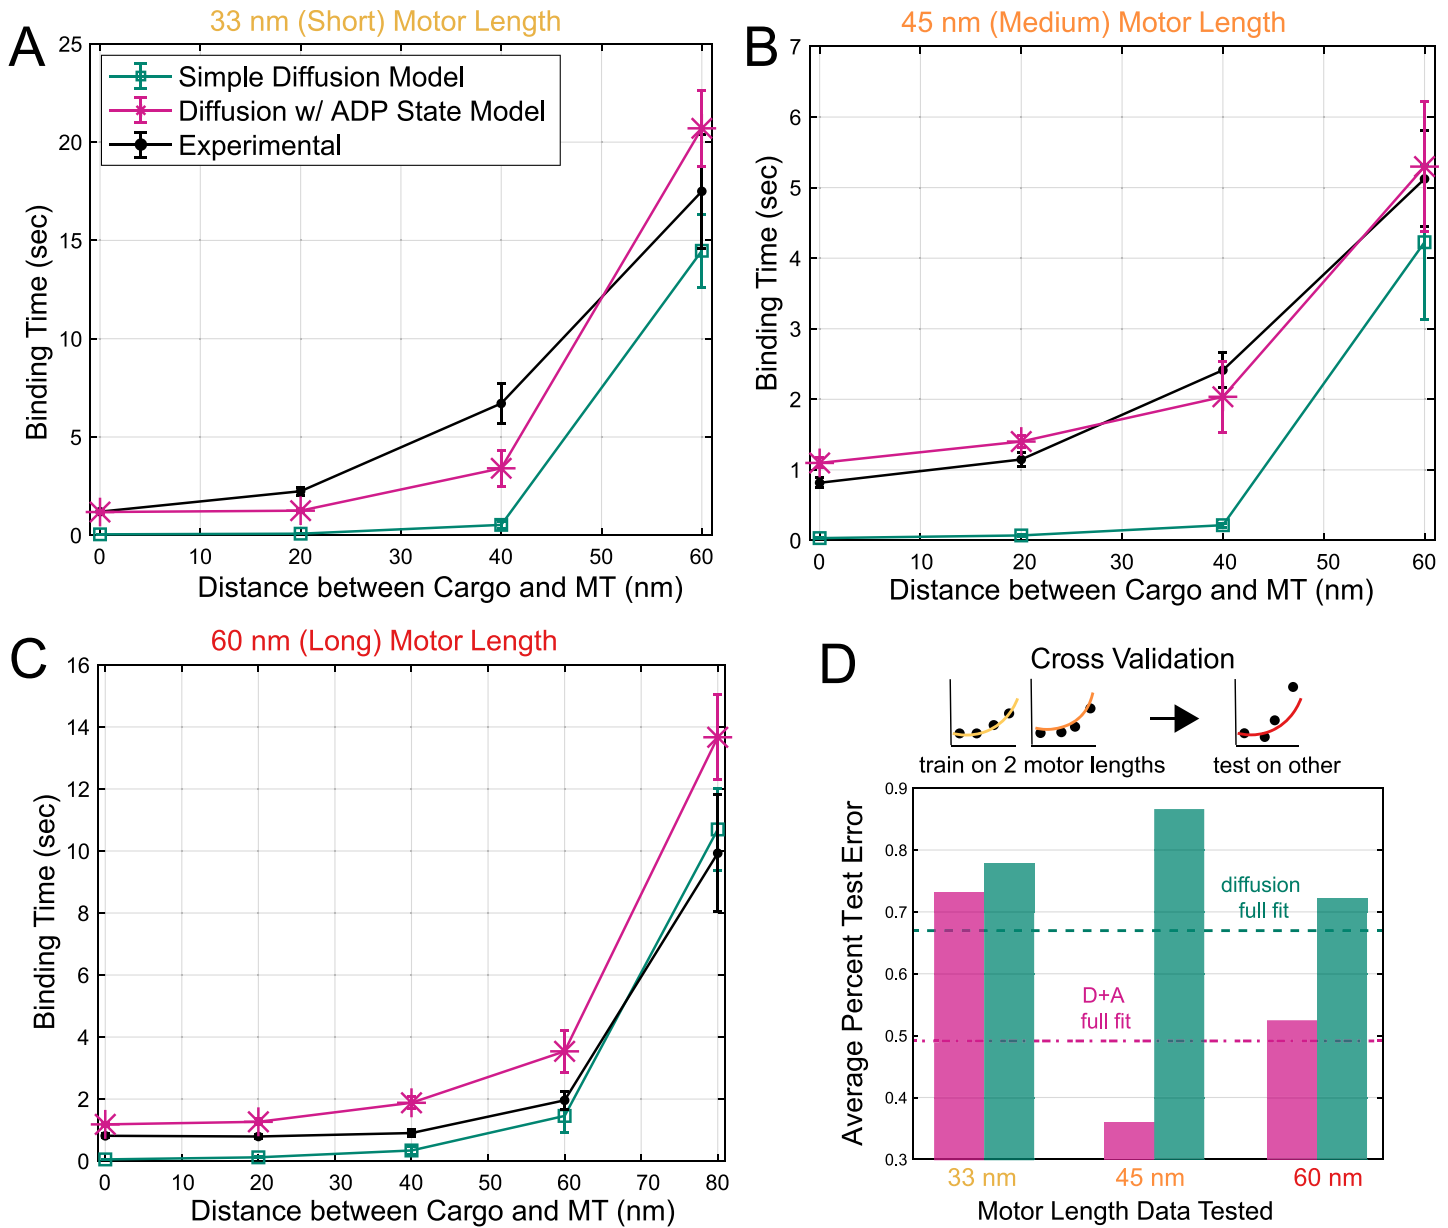 A
33 nm (Short) Motor Length
25
20
15
10
5
0
Binding Time (sec)
Simple Diffusion Model
Diffusion w/ ADP State Model
Experimental
0 10 20 30 40 50 60
Distance between Cargo and MT (nm)
B
45 nm (Medium) Motor Length
7
6
5
4
3
2
1
0
Binding Time (sec)
0 10 20 30 40 50 60
Distance between Cargo and MT (nm)
C
60 nm (Long) Motor Length
16
14
12
10
8
6
4
2
0
Binding Time (sec)
0 10 20 30 40 50 60 70 80
Distance between Cargo and MT (nm)
D
Cross Validation
train on 2 motor lengths
test on other
0.9
0.8
0.7
0.6
0.5
0.4
0.3
Average Percent Test Error
diffusion
full fit
D+A
full fit
33 nm 45 nm 60 nm
Motor Length Data Tested